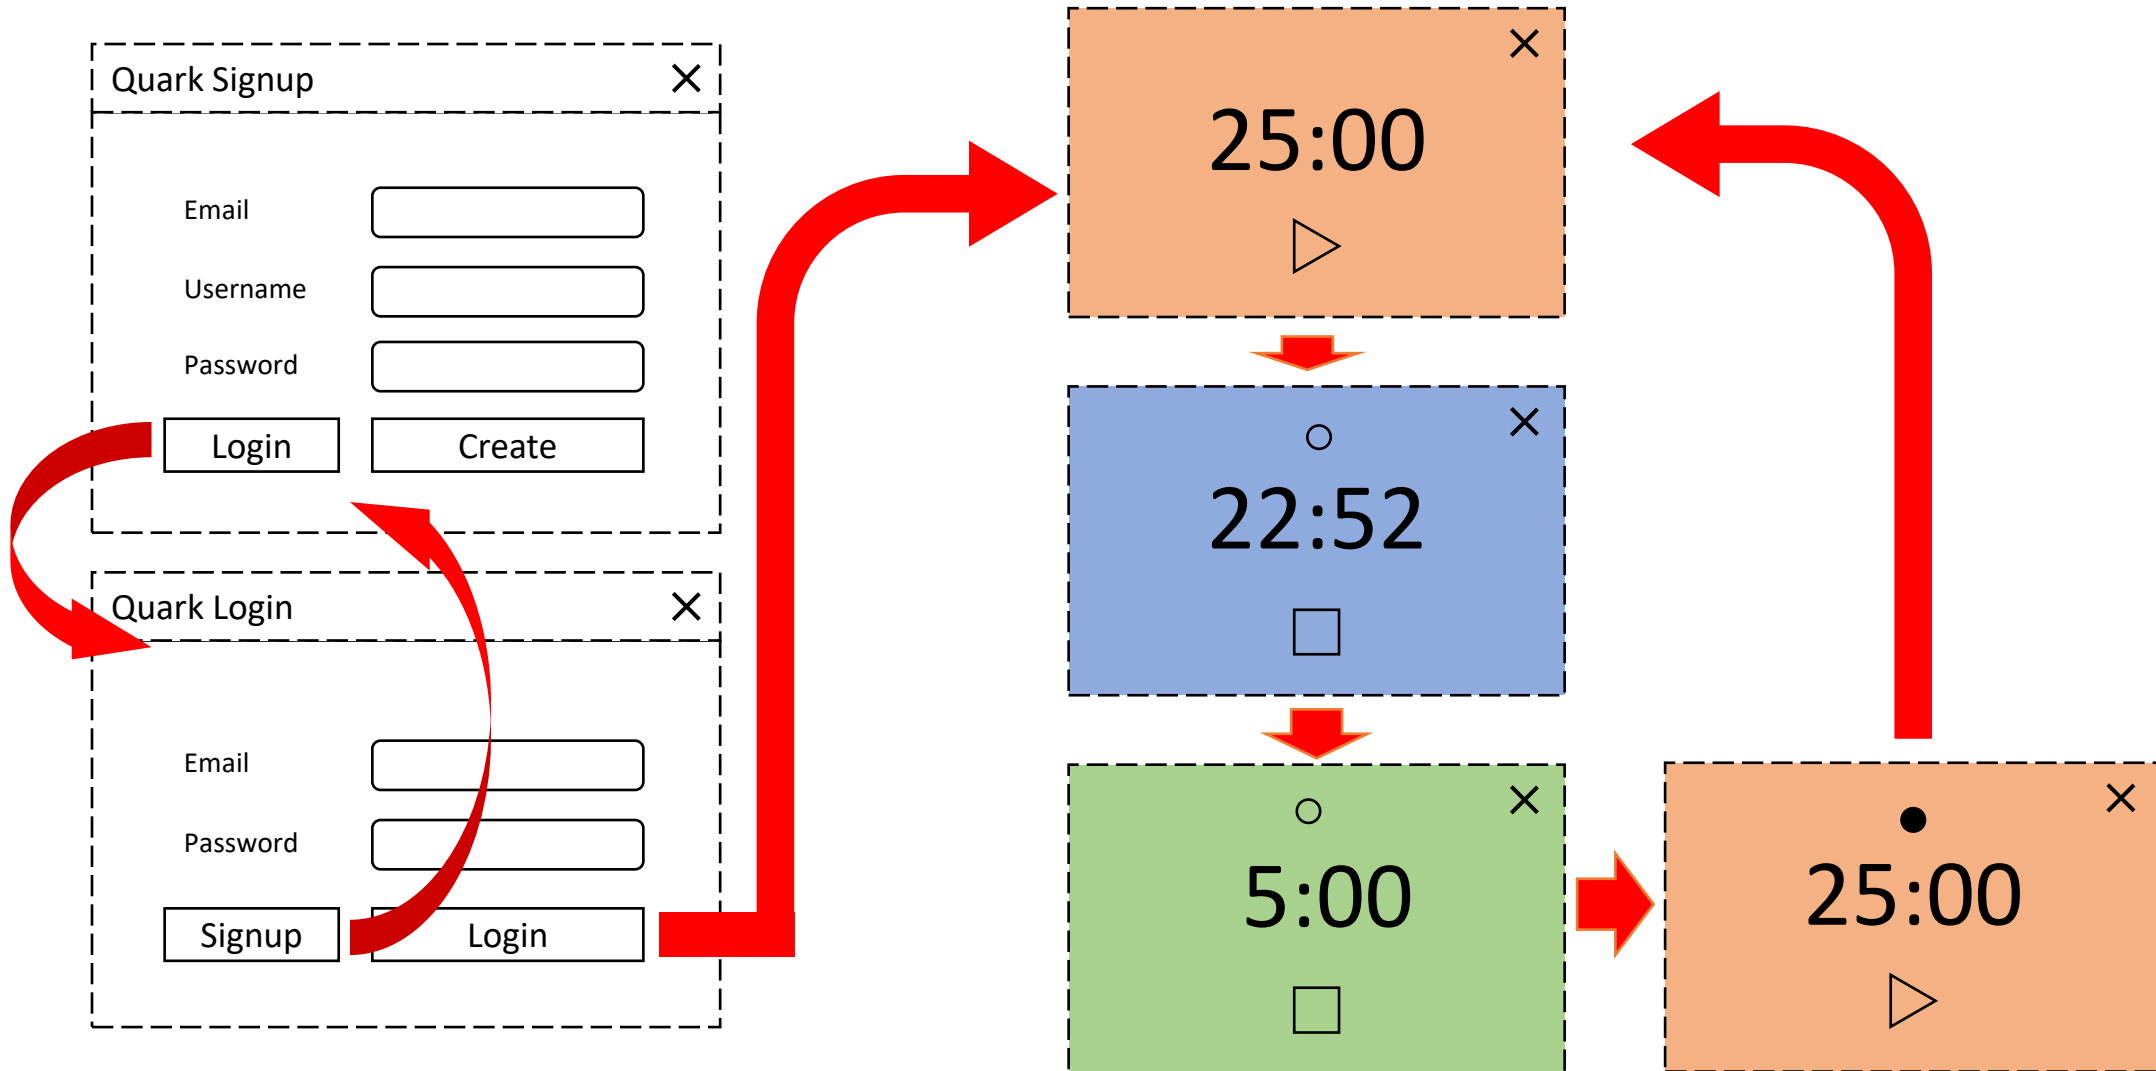 Quark Signup
Email
Username
Password
Login
Create
Quark Login
Email
Password
Signup
Login
25:00
22:52
5:00
25:00